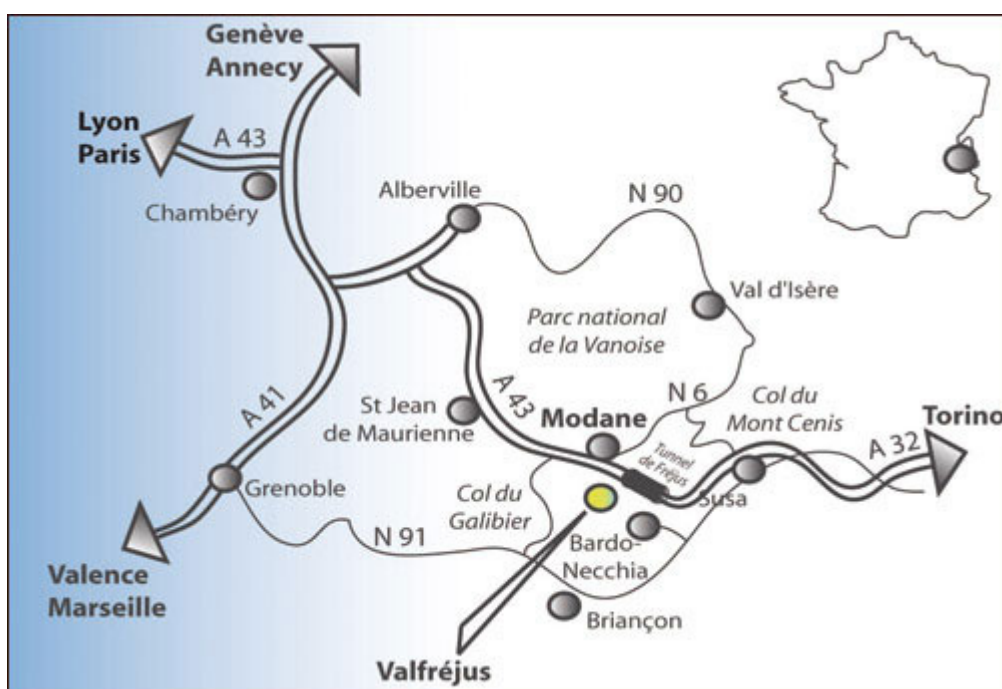 Genève
Annecy
Lyon
Paris
A 43
Chambéry
Alberville
N 90
Val d'Isère
Parc national
de la Vanoise
A 41
St Jean
de Maurienne
A 43
Modane
N 6
Col du
Mont Cenis
Torino
A 32
Tunnel
de Fréjus
Susa
Grenoble
Col du
Galibier
N 91
Bardo-
Necchia
Valence
Marseille
Briançon
Valfréjus